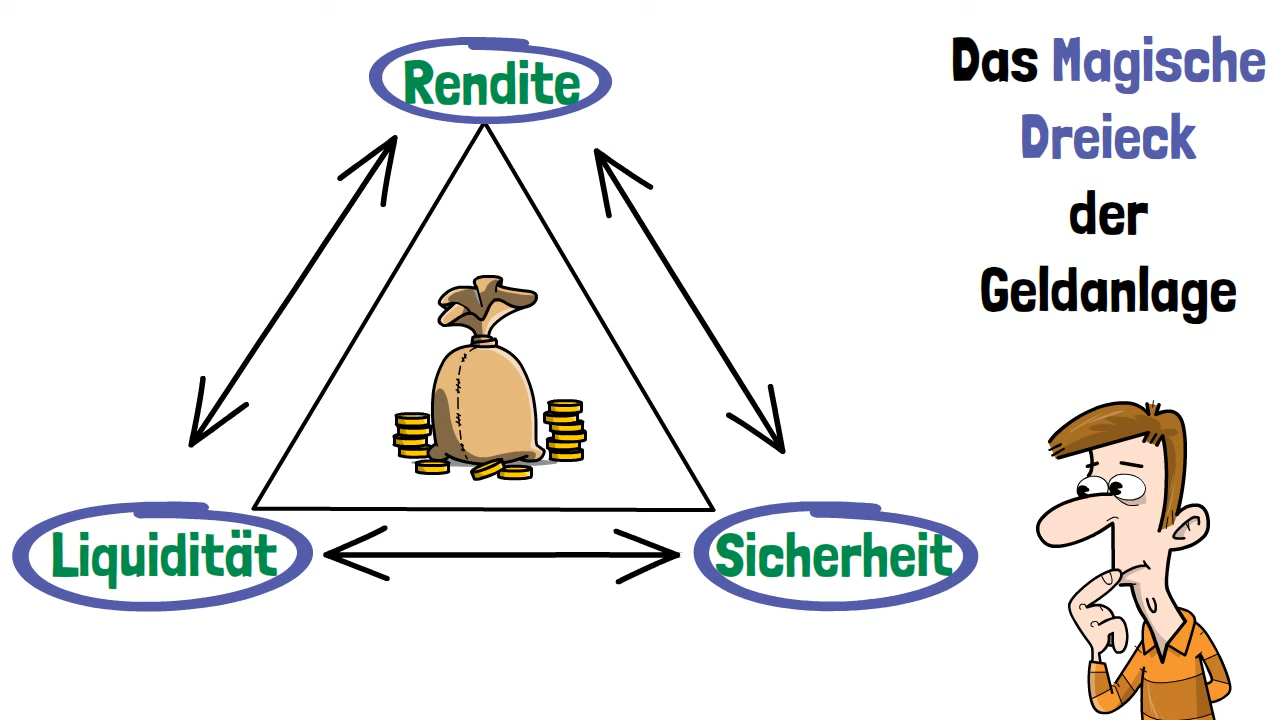 Rendite
Das Magische
Dreieck
der
Geldanlage
Liquidität
Sicherheit